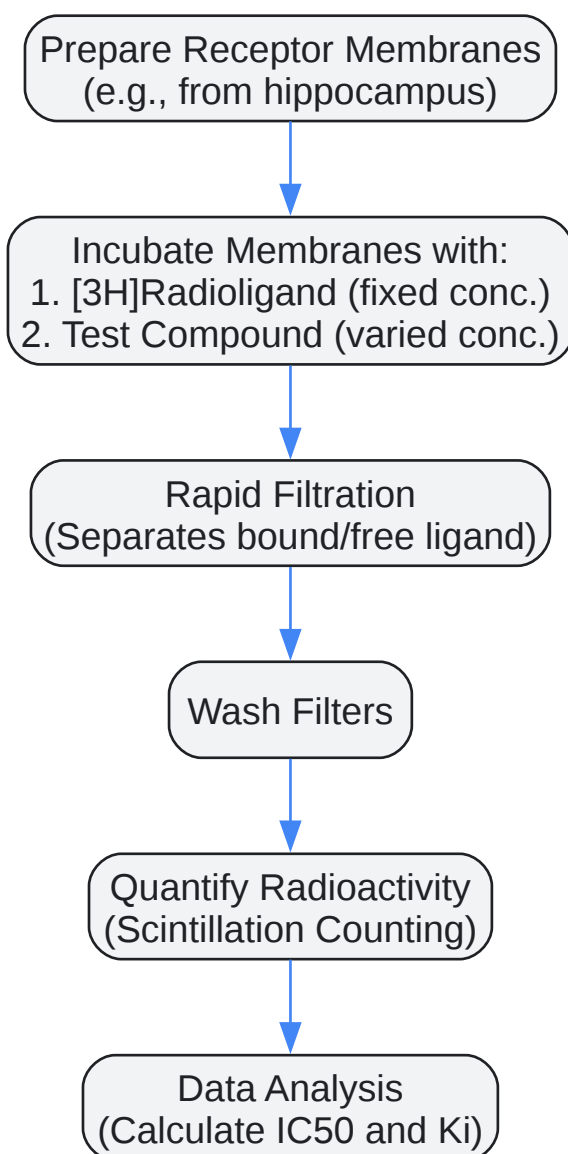 Prepare Receptor Membranes
(e.g., from hippocampus)
Incubate Membranes with:
1. [3H]Radioligand (fixed conc.)
2. Test Compound (varied conc.)
Rapid Filtration
(Separates bound/free ligand)
Wash Filters
Quantify Radioactivity
(Scintillation Counting)
Data Analysis
(Calculate IC50 and Ki)